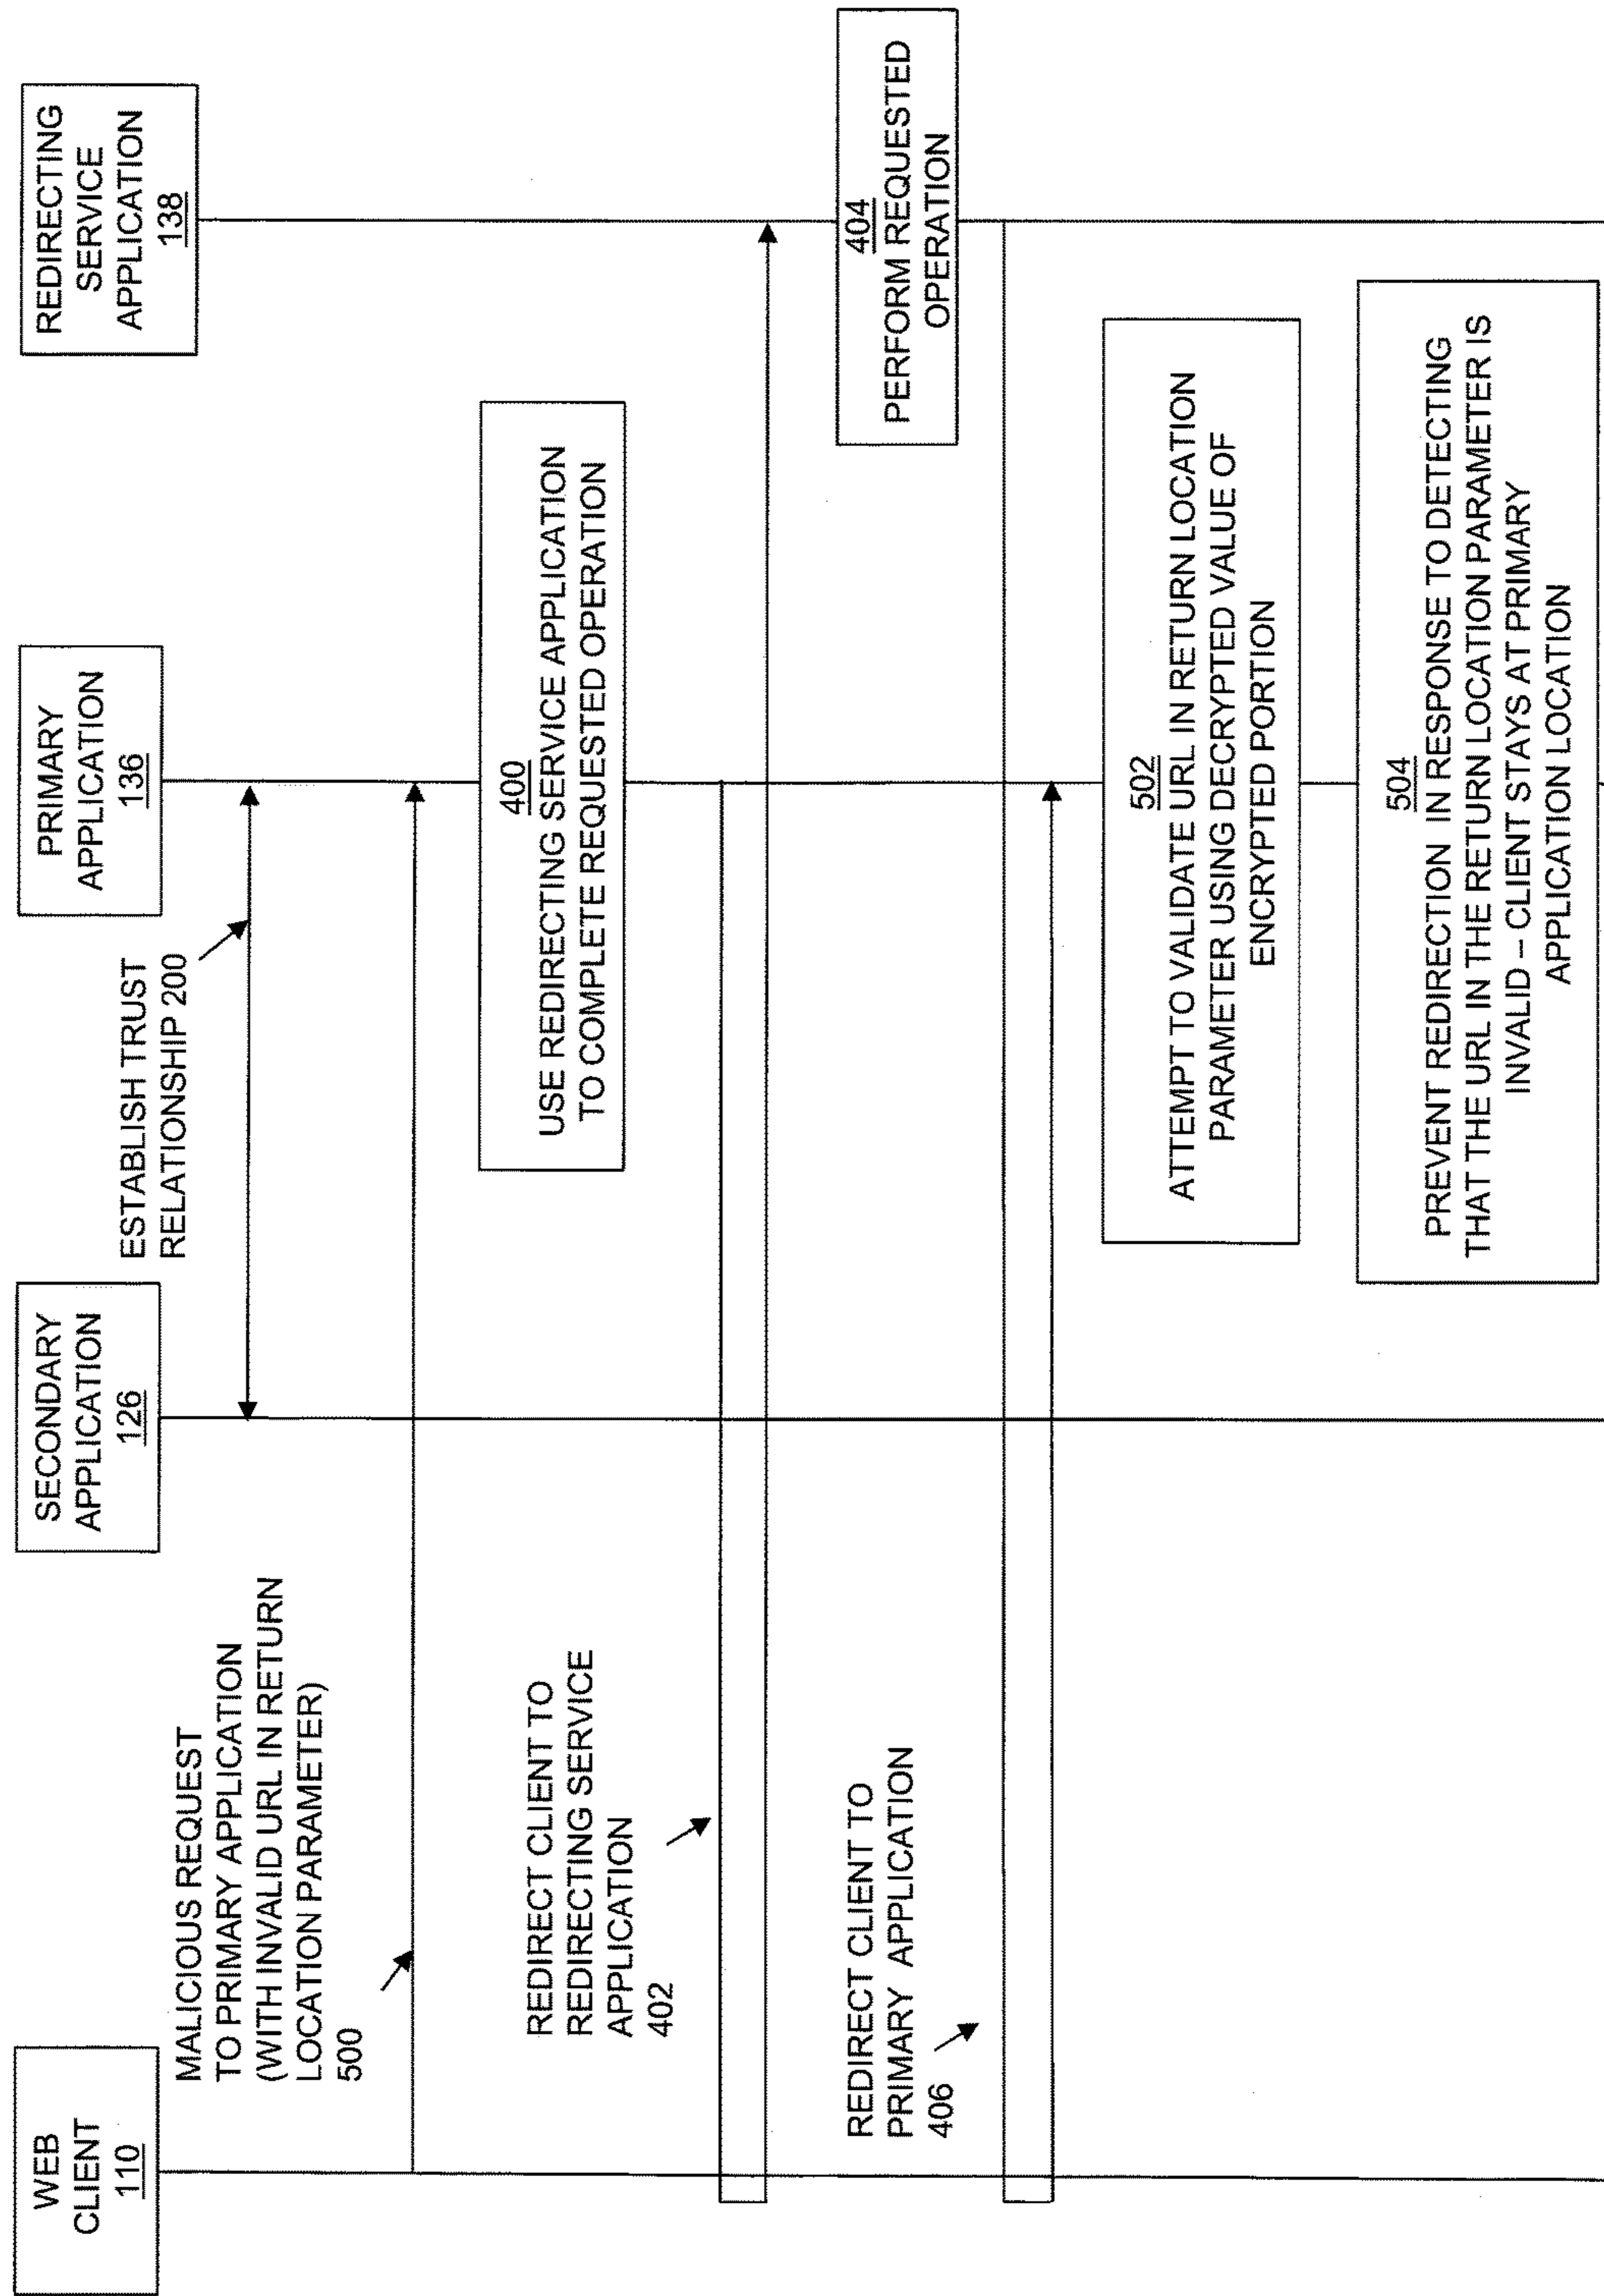 WEB
CLIENT
110
SECONDARY
APPLICATION
126
PRIMARY
APPLICATION
136
REDIRECTING
SERVICE
APPLICATION
138
ESTABLISH TRUST
RELATIONSHIP 200
MALICIOUS REQUEST
TO PRIMARY APPLICATION
(WITH INVALID URL IN RETURN
LOCATION PARAMETER)
500
400
USE REDIRECTING SERVICE APPLICATION
TO COMPLETE REQUESTED OPERATION
REDIRECT CLIENT TO
REDIRECTING SERVICE
APPLICATION
402
404
PERFORM REQUESTED
OPERATION
REDIRECT CLIENT TO
PRIMARY APPLICATION
406
502
ATTEMPT TO VALIDATE URL IN RETURN LOCATION
PARAMETER USING DECRYPTED VALUE OF
ENCRYPTED PORTION
504
PREVENT REDIRECTION IN RESPONSE TO DETECTING
THAT THE URL IN THE RETURN LOCATION PARAMETER IS
INVALID – CLIENT STAYS AT PRIMARY
APPLICATION LOCATION